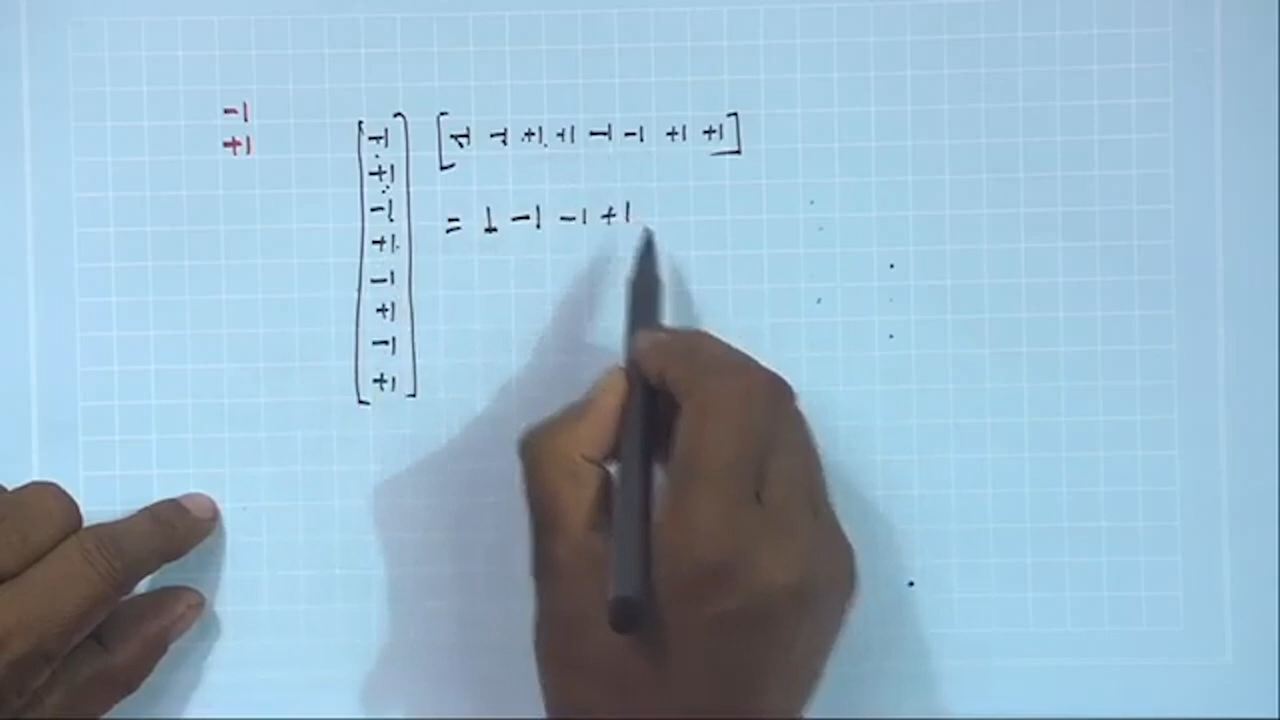 -1
+1
[+1 +1 -1 +1 -1 +1 -1 +1] [1 1 +1 +1 -1 -1 +1 +1]
= 1 -1 -1 +1